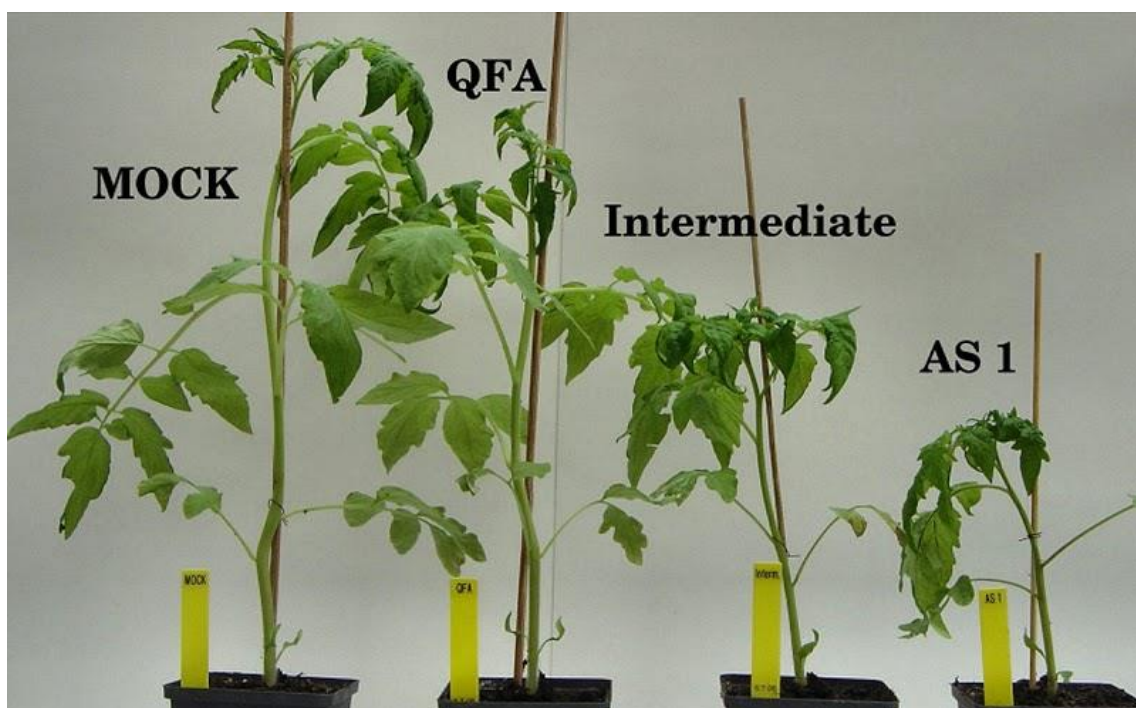 MOCK
QFA
Intermediate
AS 1
MOCK
QFA
Interm.
AS 1